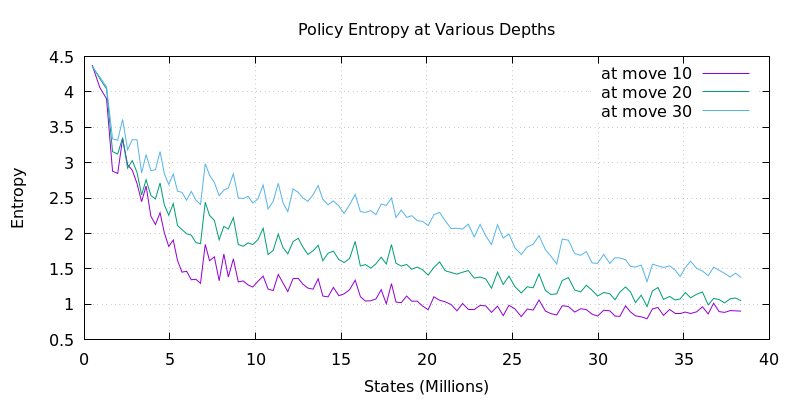 Policy Entropy at Various Depths
4.5
4
3.5
3
2.5
2
1.5
1
0.5
Entropy
at move 10
at move 20
at move 30
0 5 10 15 20 25 30 35 40
States (Millions)